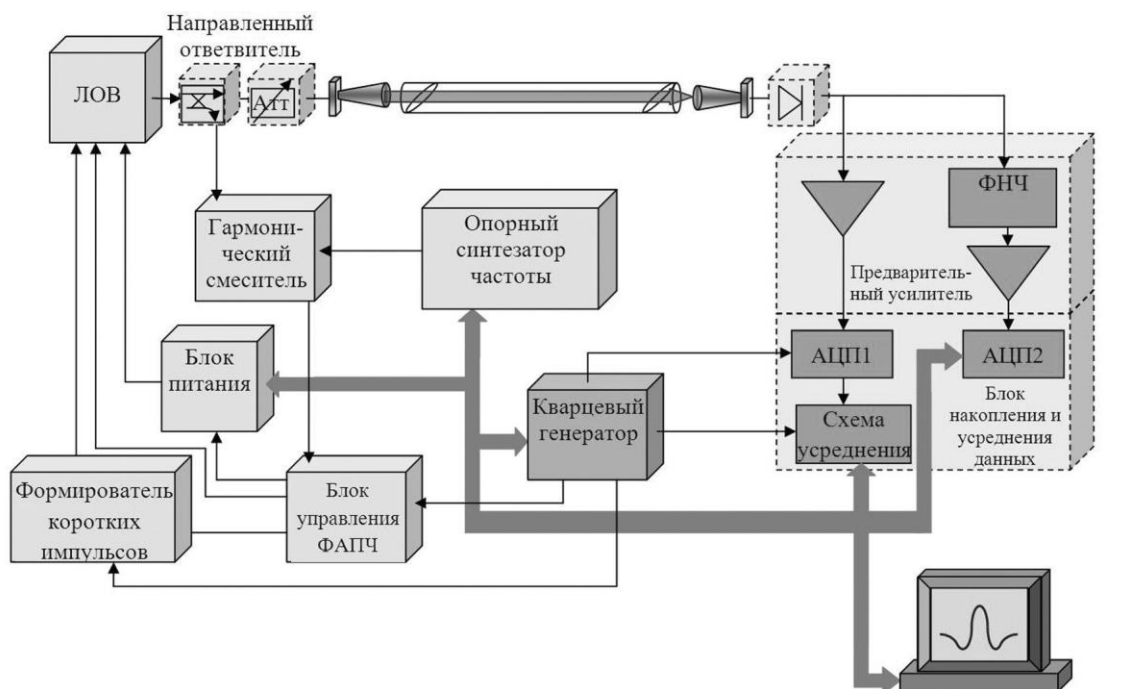 Направленный
ответвитель
ЛОВ
Атт
ФНЧ
Гармони-
ческий
смеситель
Опорный
синтезатор
частоты
Предваритель-
ный усилитель
Блок
питания
АЦП1
АЦП2
Кварцевый
генератор
Схема
усреднения
Блок
накопления и
усреднения
данных
Формирователь
коротких
импульсов
Блок
управления
ФАПЧ